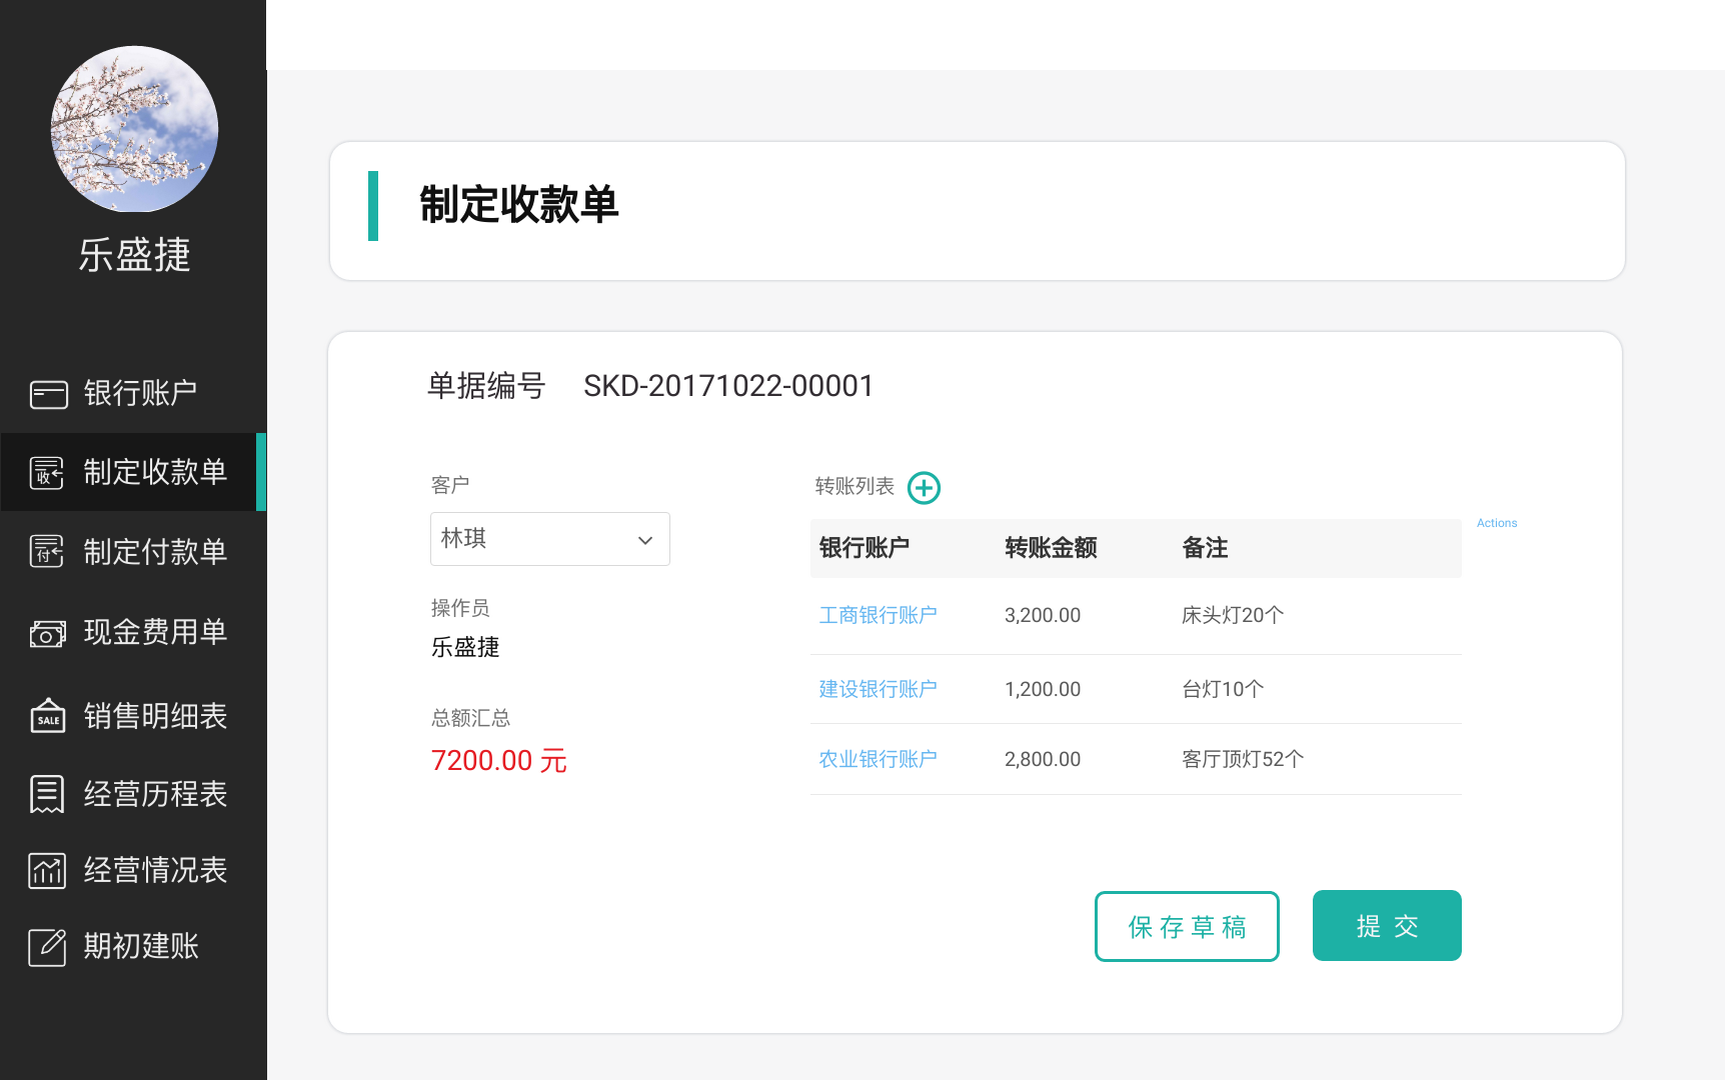 乐盛捷
银行账户
收
制定收款单
付
制定付款单
现金费用单
SALE
销售明细表
经营历程表
经营情况表
期初建账
制定收款单
单据编号 SKD-20171022-00001
客户
林琪
操作员
乐盛捷
总额汇总
7200.00 元
转账列表
Actions
银行账户 转账金额 备注
工商银行账户 3,200.00 床头灯20个
建设银行账户 1,200.00 台灯10个
农业银行账户 2,800.00 客厅顶灯52个
保存草稿 提交